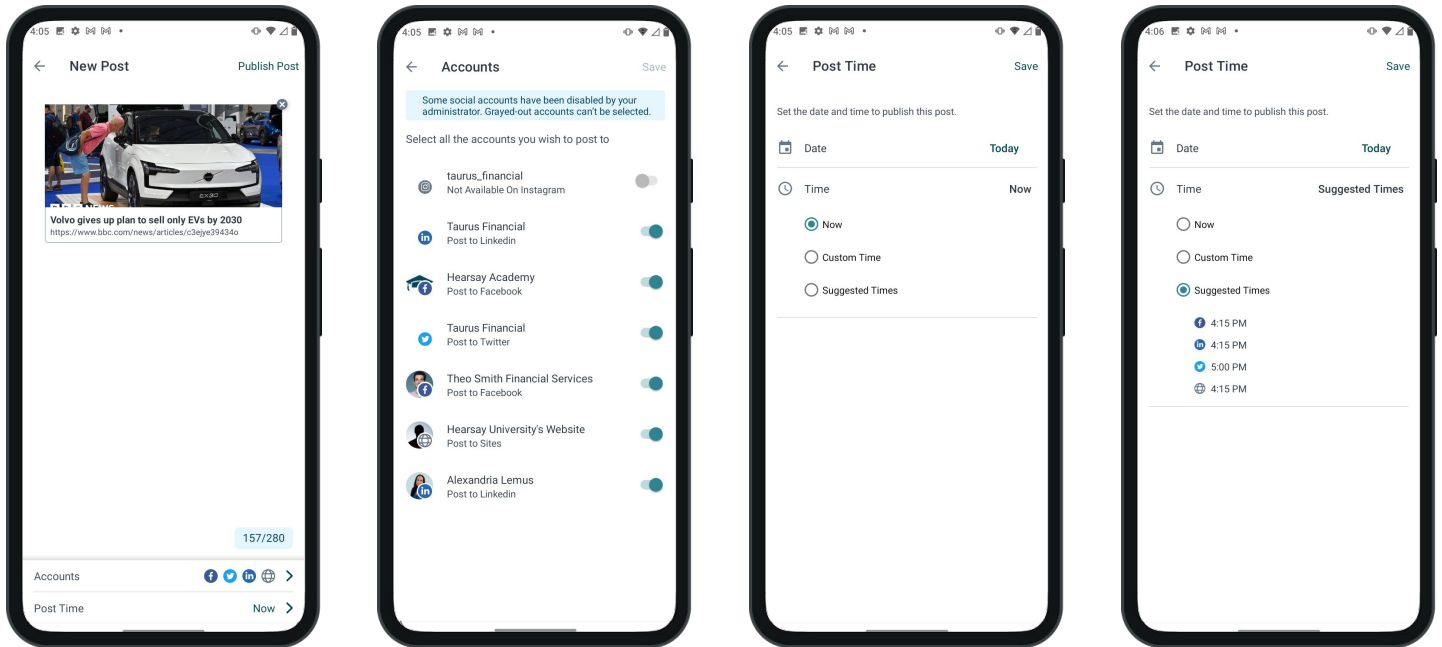 4:05
New Post
Publish Post
EX30
NEWS
Volvo gives up plan to sell only EVs by 2030
https://www.bbc.com/news/articles/c3ejye39434o
157/280
Accounts
Post Time
Now
4:05
Accounts
Save
Some social accounts have been disabled by your
administrator. Grayed-out accounts can't be selected.
Select all the accounts you wish to post to
taurus_financial
Not Available On Instagram
Taurus Financial
Post to Linkedin
Hearsay Academy
Post to Facebook
Taurus Financial
Post to Twitter
Theo Smith Financial Services
Post to Facebook
Hearsay University's Website
Post to Sites
Alexandria Lemus
Post to Linkedin
4:05
Post Time
Save
Set the date and time to publish this post.
Date
Today
Time
Now
Now
Custom Time
Suggested Times
4:06
Post Time
Save
Set the date and time to publish this post.
Date
Today
Time
Suggested Times
Now
Custom Time
Suggested Times
4:15 PM
4:15 PM
5:00 PM
4:15 PM